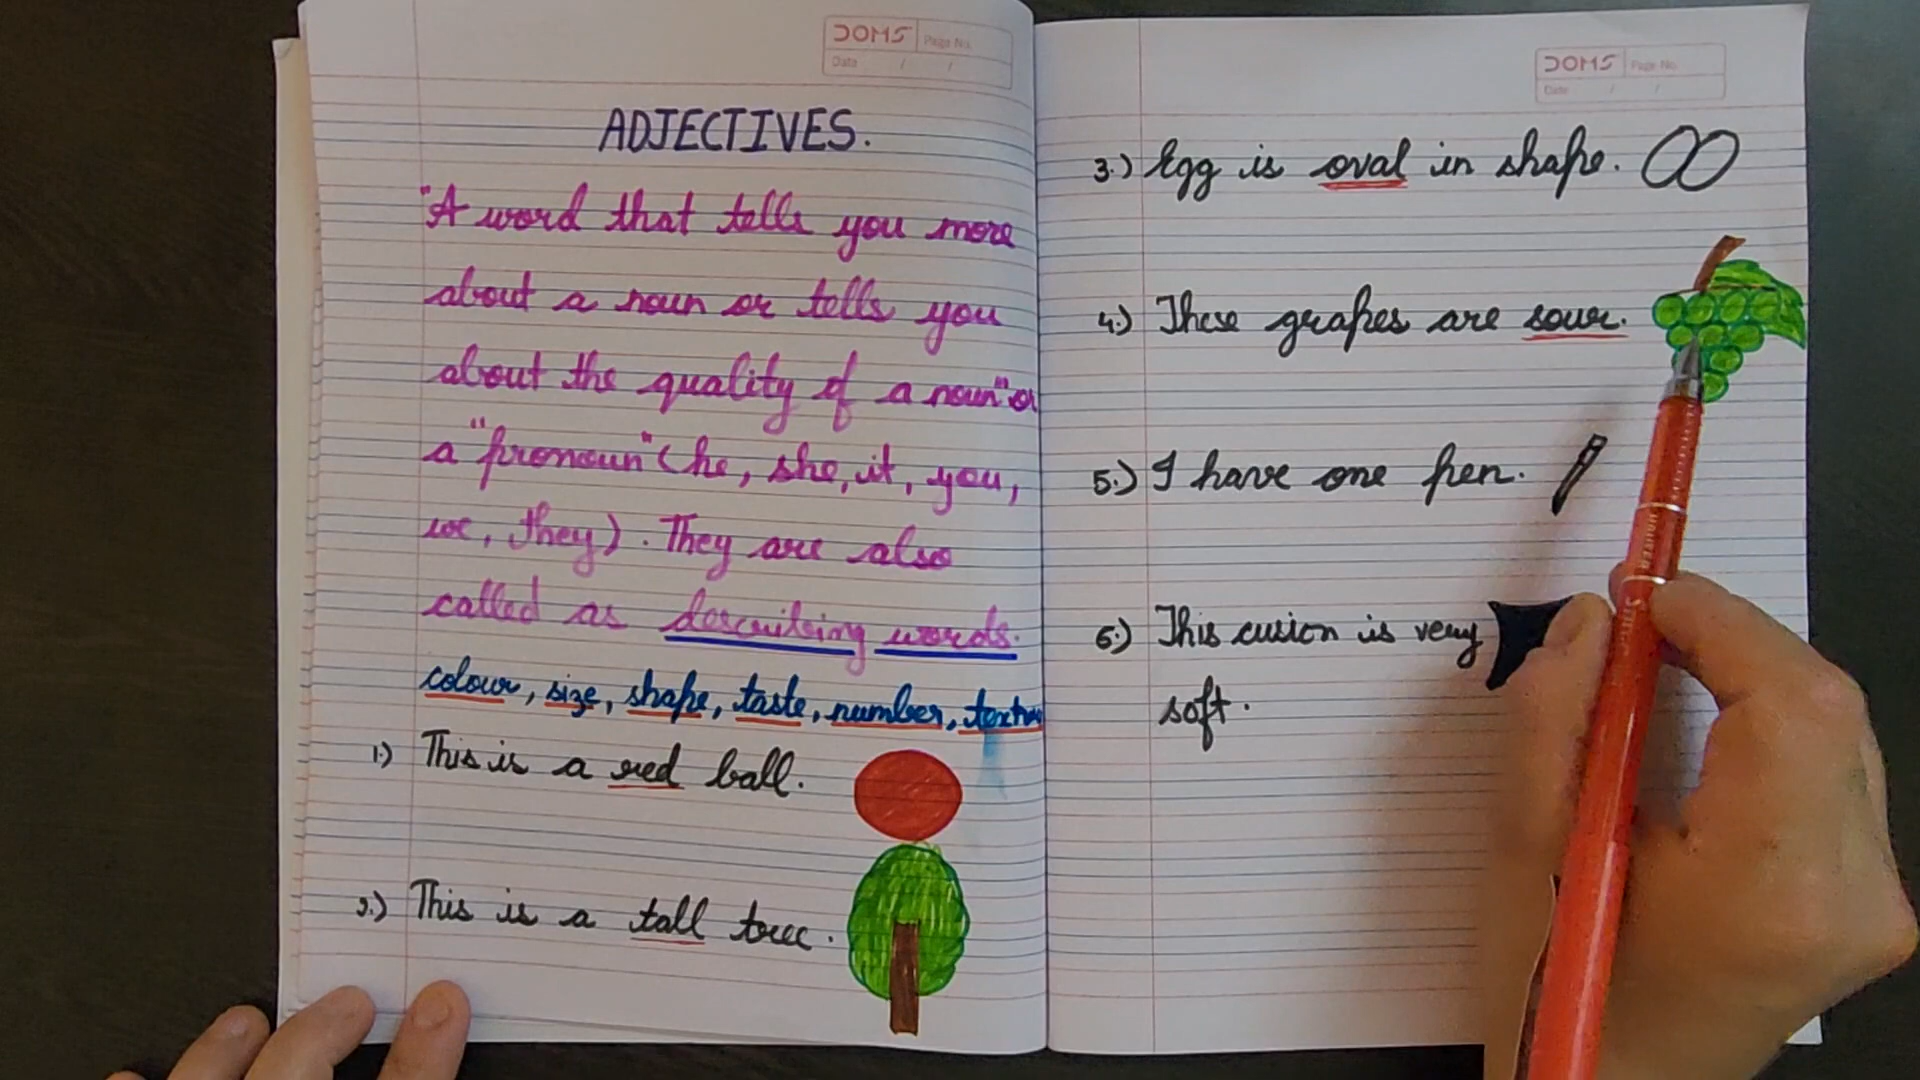 DOMS Page No.
Date / /
ADJECTIVES.
"A word that tells you more
about a noun or tells you
about the quality of a noun" or
a "pronoun" (he, she, it, you,
we, they). They are also
called as describing words.
colour, size, shape, taste, number, texture
1.) This is a red ball.
2.) This is a tall tree.
DOMS Page No.
Date / /
3.) Egg is oval in shape.
4.) These grapes are sour.
5.) I have one pen.
6.) This cusion is very
soft.